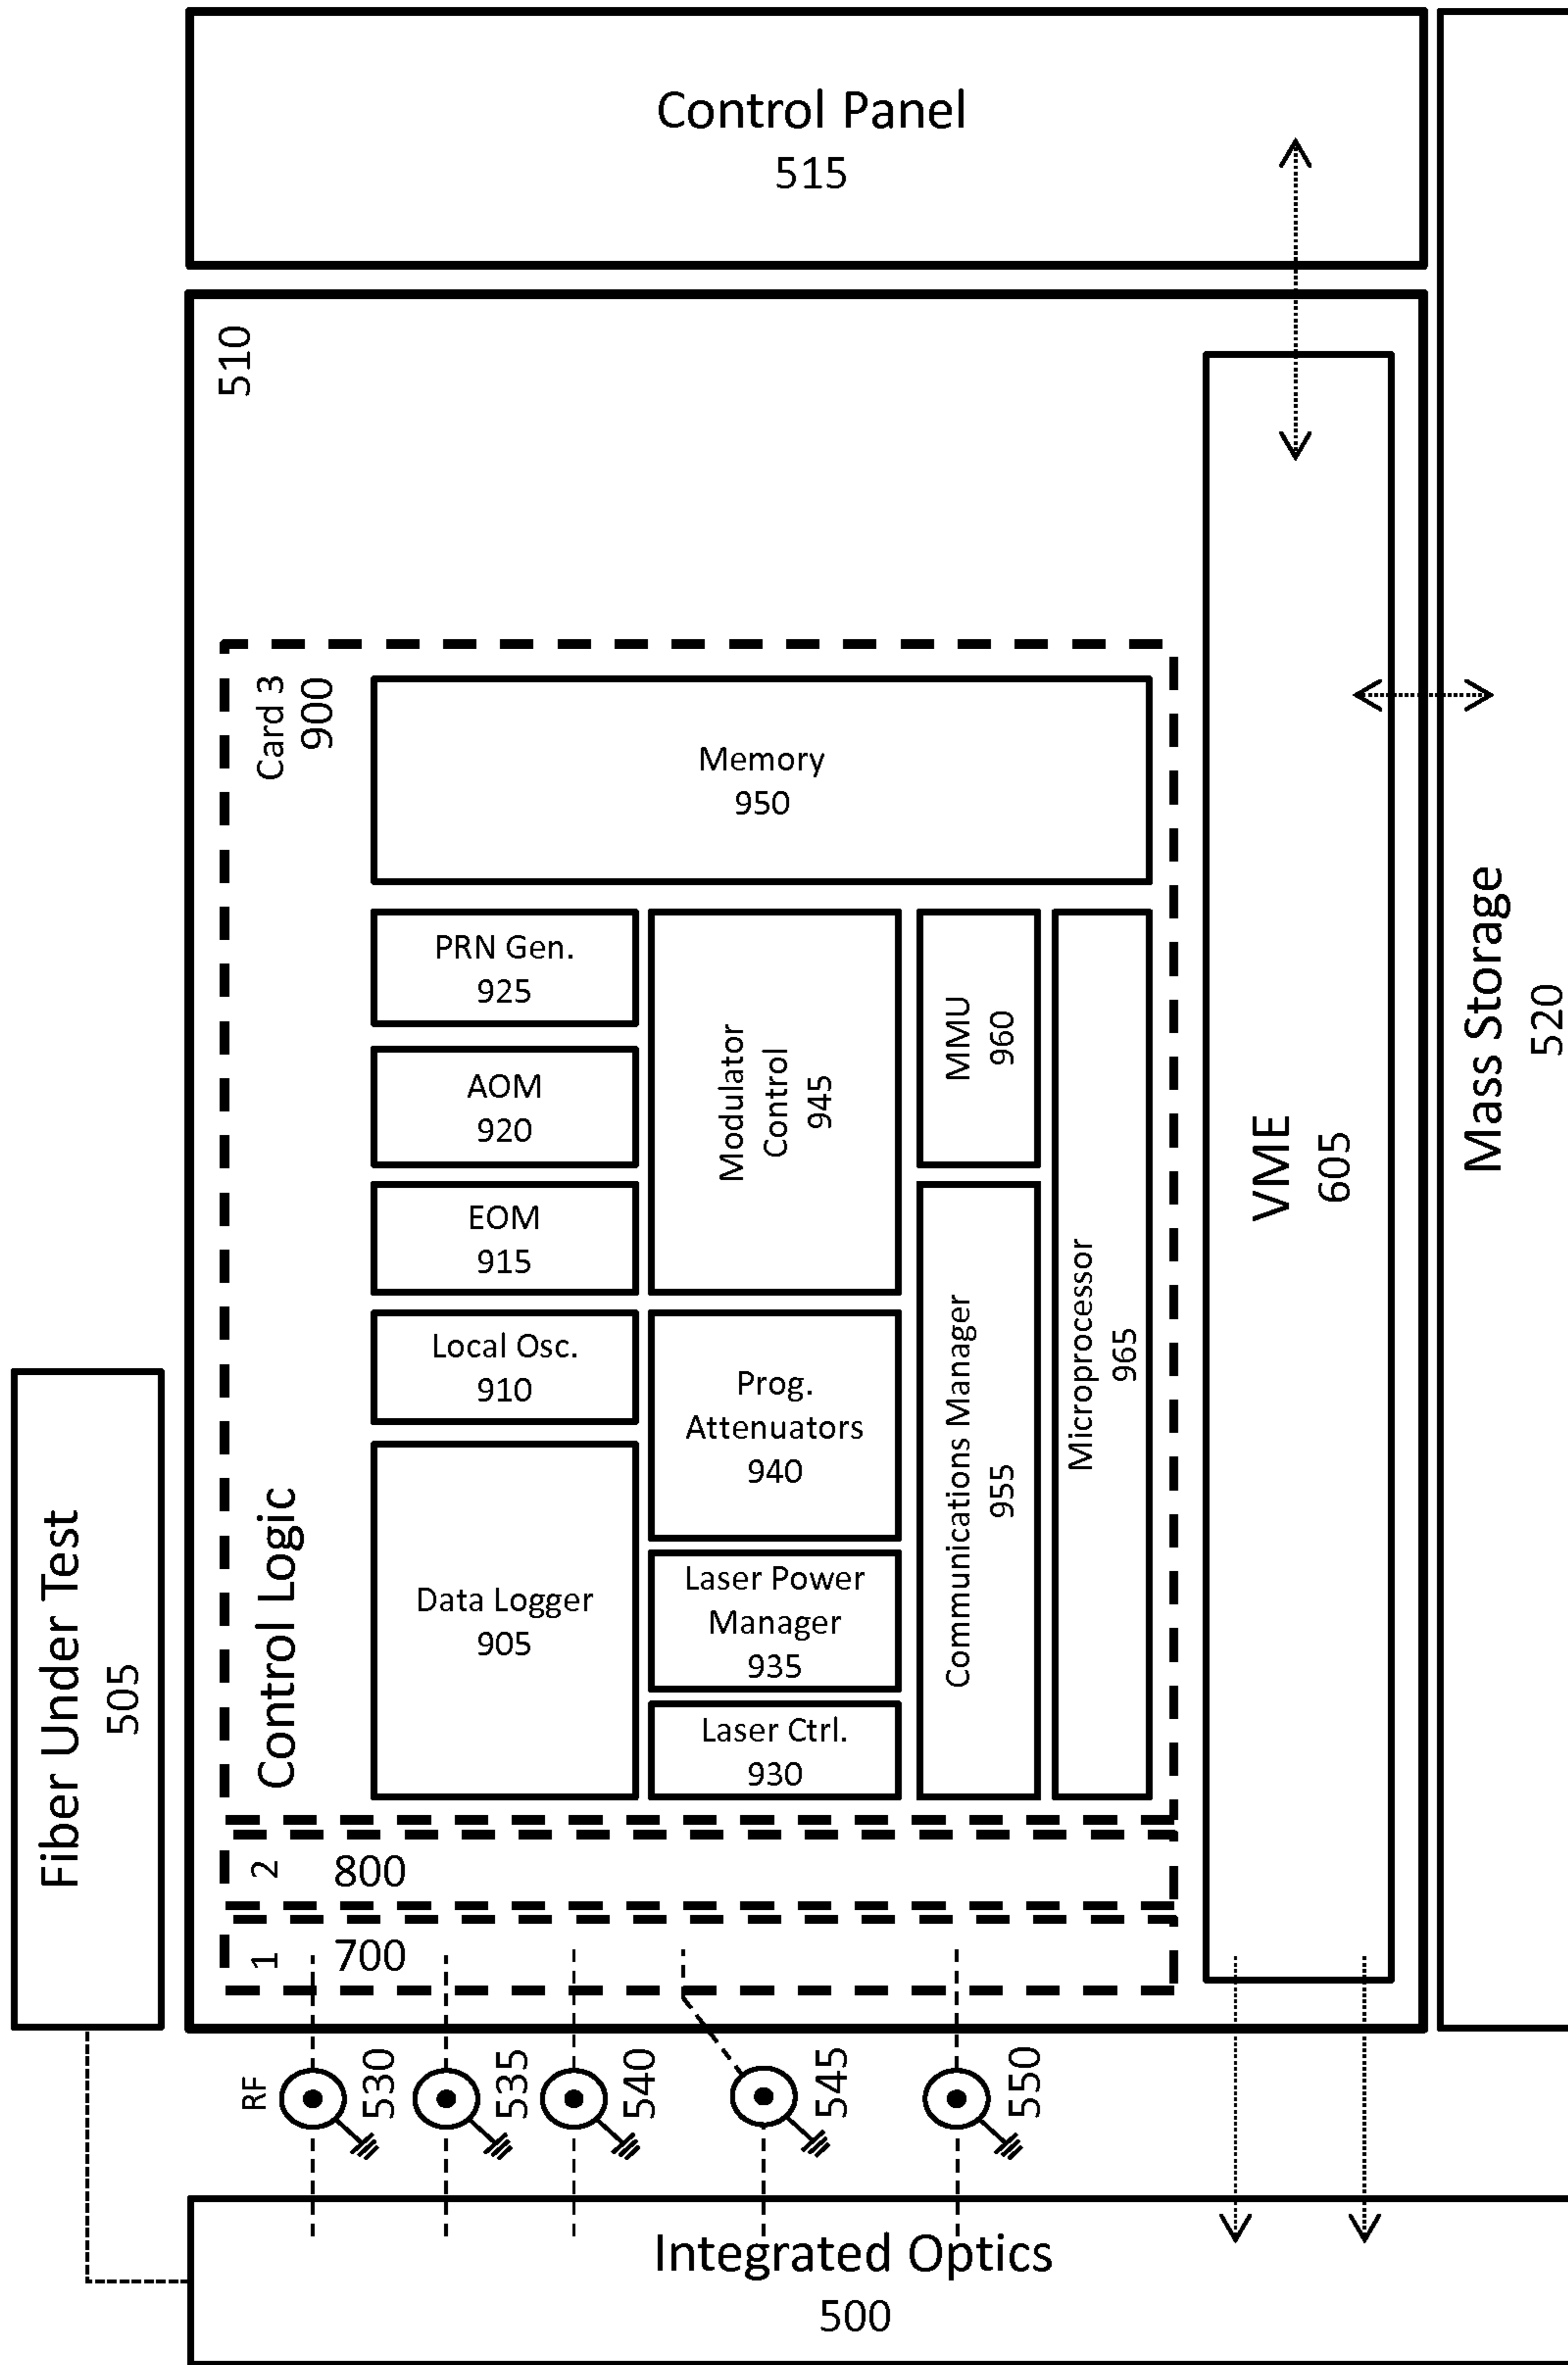 Control Panel
515
510
Card 3
900
Control Logic
Memory
950
PRN Gen.
925
AOM
920
EOM
915
Local Osc.
910
Data Logger
905
Modulator
Control
945
Prog.
Attenuators
940
Laser Power
Manager
935
Laser Ctrl.
930
MMU
960
Communications Manager
955
Microprocessor
965
VME
605
Mass Storage
520
Fiber Under Test
505
2
800
1
700
RF
530
535
540
545
550
Integrated Optics
500